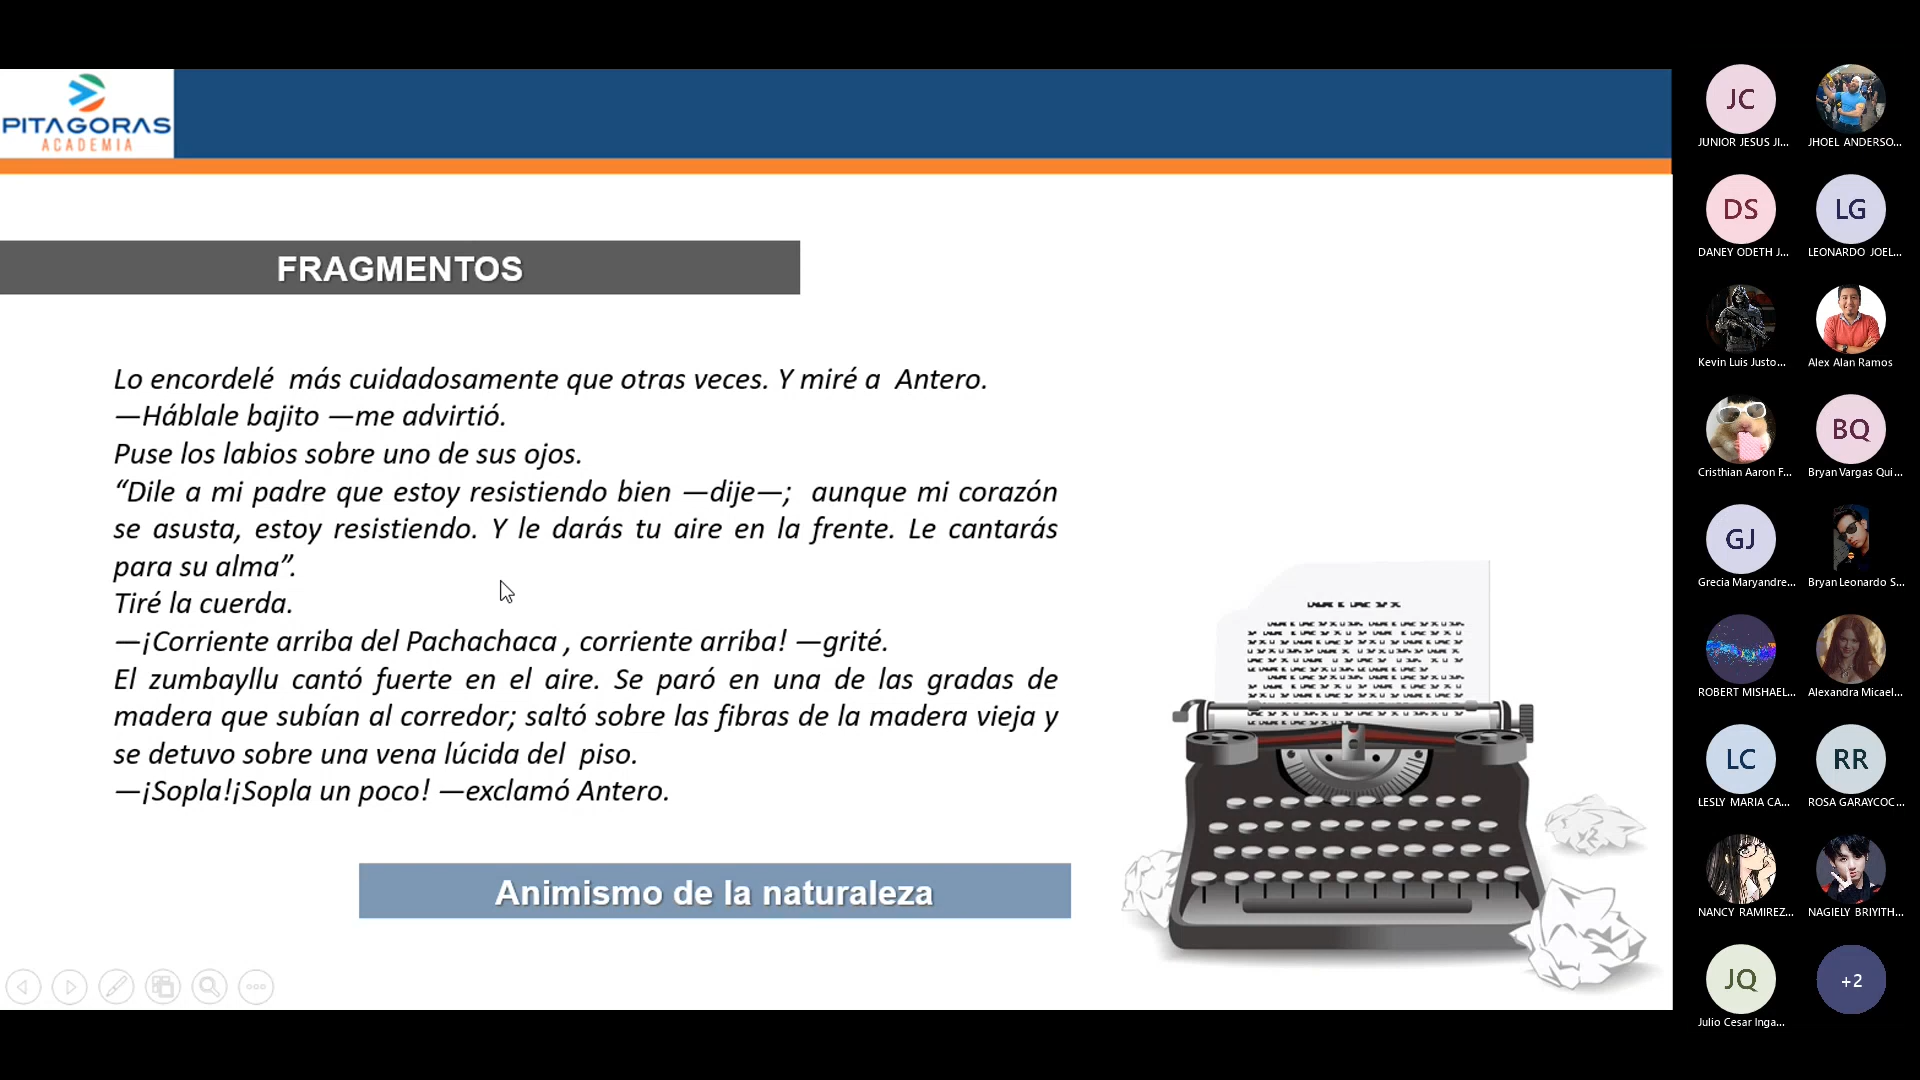 PITAGORAS
ACADEMIA
FRAGMENTOS
Lo encordelé más cuidadosamente que otras veces. Y miré a Antero.
—Háblale bajito —me advirtió.
Puse los labios sobre uno de sus ojos.
“Dile a mi padre que estoy resistiendo bien —dije—; aunque mi corazón
se asusta, estoy resistiendo. Y le darás tu aire en la frente. Le cantarás
para su alma”.
Tiré la cuerda.
—¡Corriente arriba del Pachachaca , corriente arriba! —grité.
El zumbayllu cantó fuerte en el aire. Se paró en una de las gradas de
madera que subían al corredor; saltó sobre las fibras de la madera vieja y
se detuvo sobre una vena lúcida del piso.
—¡Sopla!¡Sopla un poco! —exclamó Antero.
Animismo de la naturaleza
JC
JUNIOR JESUS JI...
JHOEL ANDERSO...
DS
LG
DANEY ODETH J...
LEONARDO JOEL...
Kevin Luis Justo...
Alex Alan Ramos
BQ
Cristhian Aaron F...
Bryan Vargas Qui...
GJ
Grecia Maryandre...
Bryan Leonardo S...
ROBERT MISHAEL...
Alexandra Micael...
LC
RR
LESLY MARIA CA...
ROSA GARAYCOC...
NANCY RAMIREZ...
NAGIELY BRIYITH...
JQ
+2
Julio Cesar Inga...